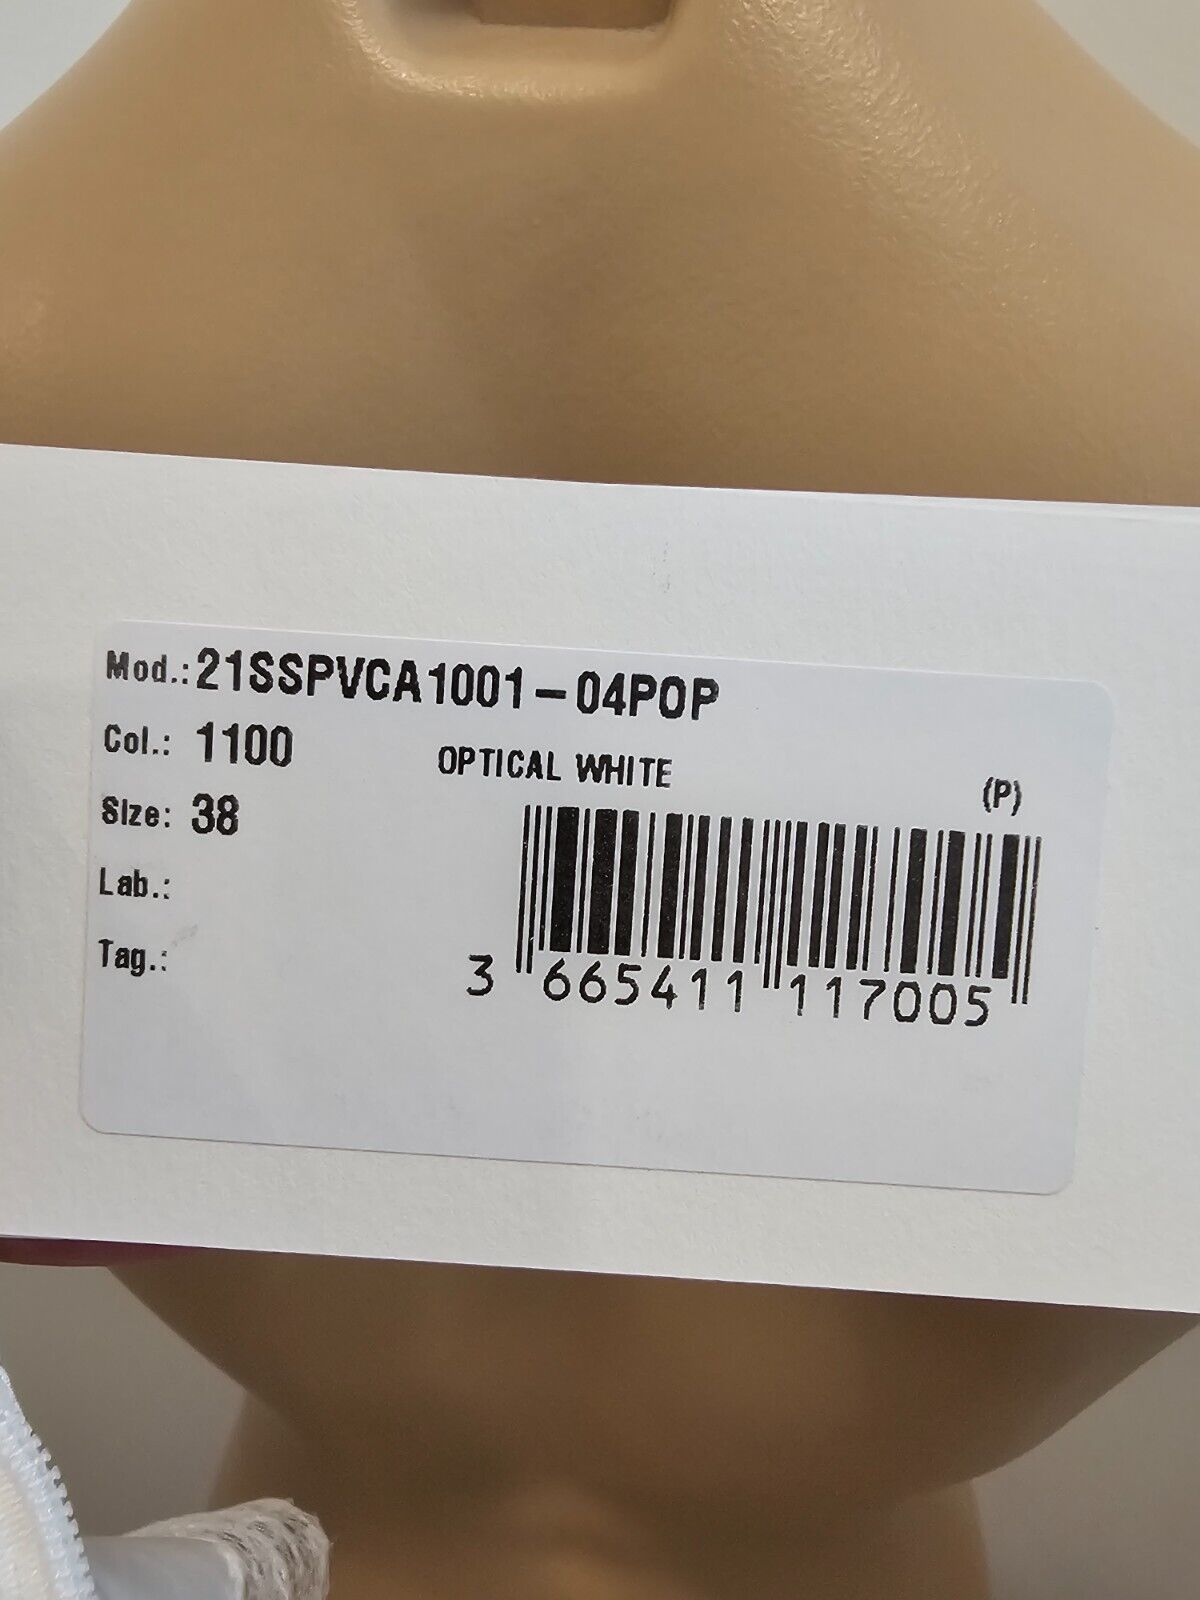 Mod.: 21SSPVCA1001-04POP
Col.: 1100 OPTICAL WHITE
(P)
Size: 38
Lab.:
Tag.:
3 665411 117005